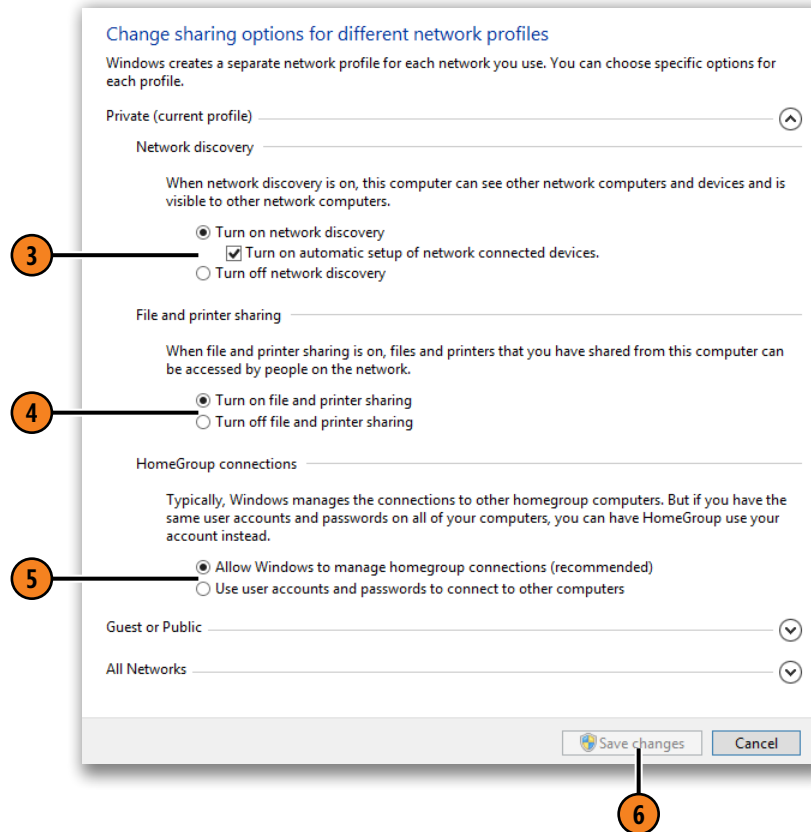 Change sharing options for different network profiles
Windows creates a separate network profile for each network you use. You can choose specific options for
each profile.
Private (current profile)
Network discovery
When network discovery is on, this computer can see other network computers and devices and is
visible to other network computers.
Turn on network discovery
3
Turn on automatic setup of network connected devices.
Turn off network discovery
File and printer sharing
When file and printer sharing is on, files and printers that you have shared from this computer can
be accessed by people on the network.
Turn on file and printer sharing
4
Turn off file and printer sharing
HomeGroup connections
Typically, Windows manages the connections to other homegroup computers. But if you have the
same user accounts and passwords on all of your computers, you can have HomeGroup use your
account instead.
Allow Windows to manage homegroup connections (recommended)
5
Use user accounts and passwords to connect to other computers
Guest or Public
All Networks
Save changes
Cancel
6